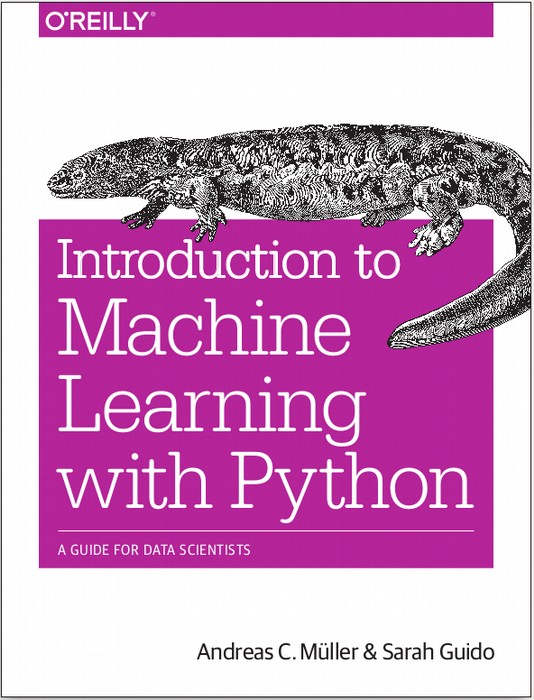 O'REILLY®
Introduction to
Machine
Learning
with Python
A GUIDE FOR DATA SCIENTISTS
Andreas C. Müller & Sarah Guido